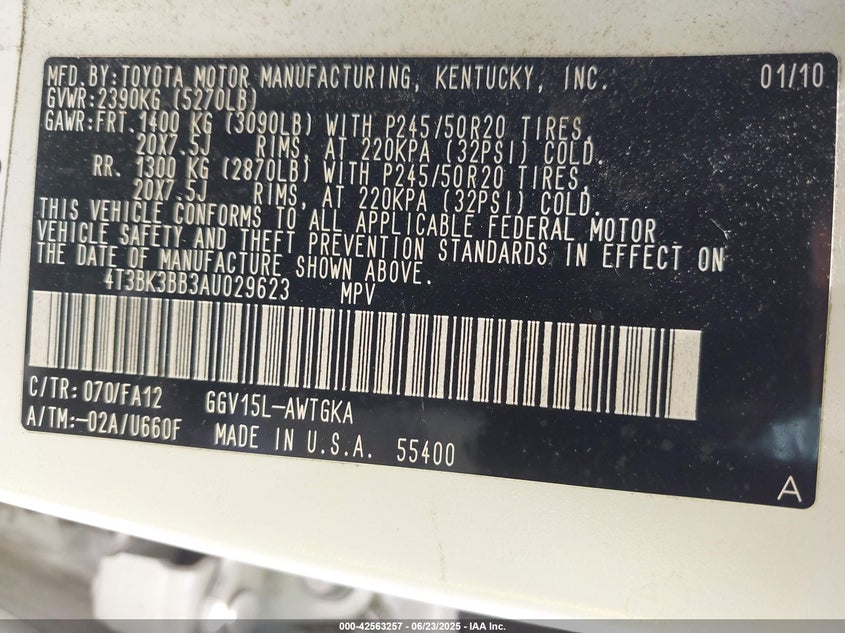 MFD.BY:TOYOTA MOTOR MANUFACTURING, KENTUCKY, INC. 01/10
GVWR:2390KG (5270LB)
GAWR:FRT.1400 KG (3090LB) WITH P245/50R20 TIRES,
20X7.5J RIMS, AT 220KPA (32PSI) COLD.
RR. 1300 KG (2870LB) WITH P245/50R20 TIRES,
20X7.5J RIMS, AT 220KPA (32PSI) COLD.
THIS VEHICLE CONFORMS TO ALL APPLICABLE FEDERAL MOTOR
VEHICLE SAFETY AND THEFT PREVENTION STANDARDS IN EFFECT ON
THE DATE OF MANUFACTURE SHOWN ABOVE.
4T3BK3BB3AU029623 MPV
C/TR: 070/FA12 GGV15L-AWTGKA
A/TM:-02A/U660F MADE IN U.S.A. 55400
A
000-42563257 - 06/23/2025 - IAA Inc.